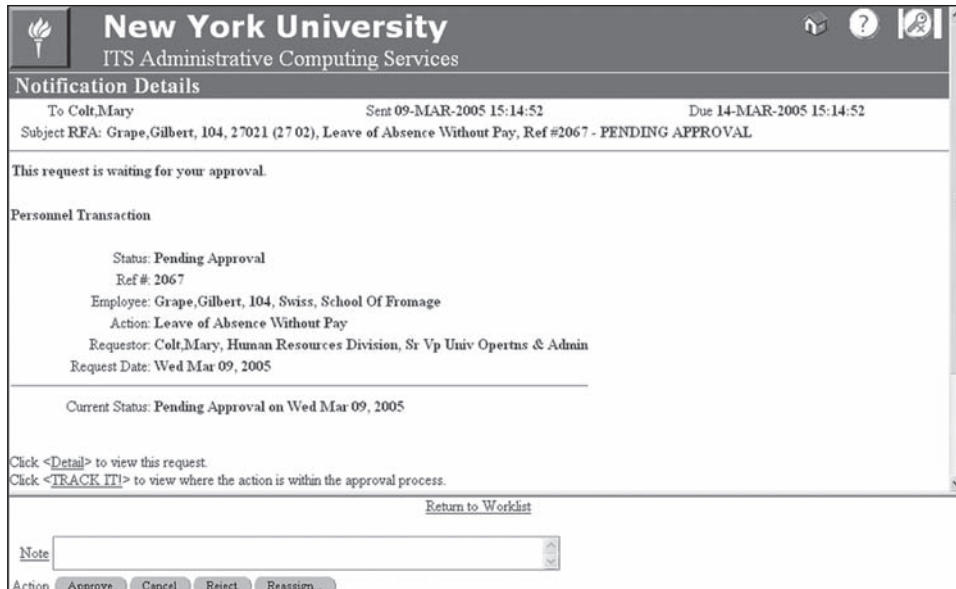 New York University
ITS Administrative Computing Services
?
Notification Details
To Colt,Mary Sent 09-MAR-2005 15:14:52 Due 14-MAR-2005 15:14:52
Subject RFA: Grape,Gilbert, 104, 27021 (27 02), Leave of Absence Without Pay, Ref #2067 - PENDING APPROVAL
This request is waiting for your approval.
Personnel Transaction
Status: Pending Approval
Ref #: 2067
Employee: Grape,Gilbert, 104, Swiss, School Of Fromage
Action: Leave of Absence Without Pay
Requestor: Colt,Mary, Human Resources Division, Sr Vp Univ Opertns & Admin
Request Date: Wed Mar 09, 2005
Current Status: Pending Approval on Wed Mar 09, 2005
Click <Detail> to view this request.
Click <TRACK IT!> to view where the action is within the approval process.
Return to Worklist
Note
Action Approve Cancel Reject Reassign...